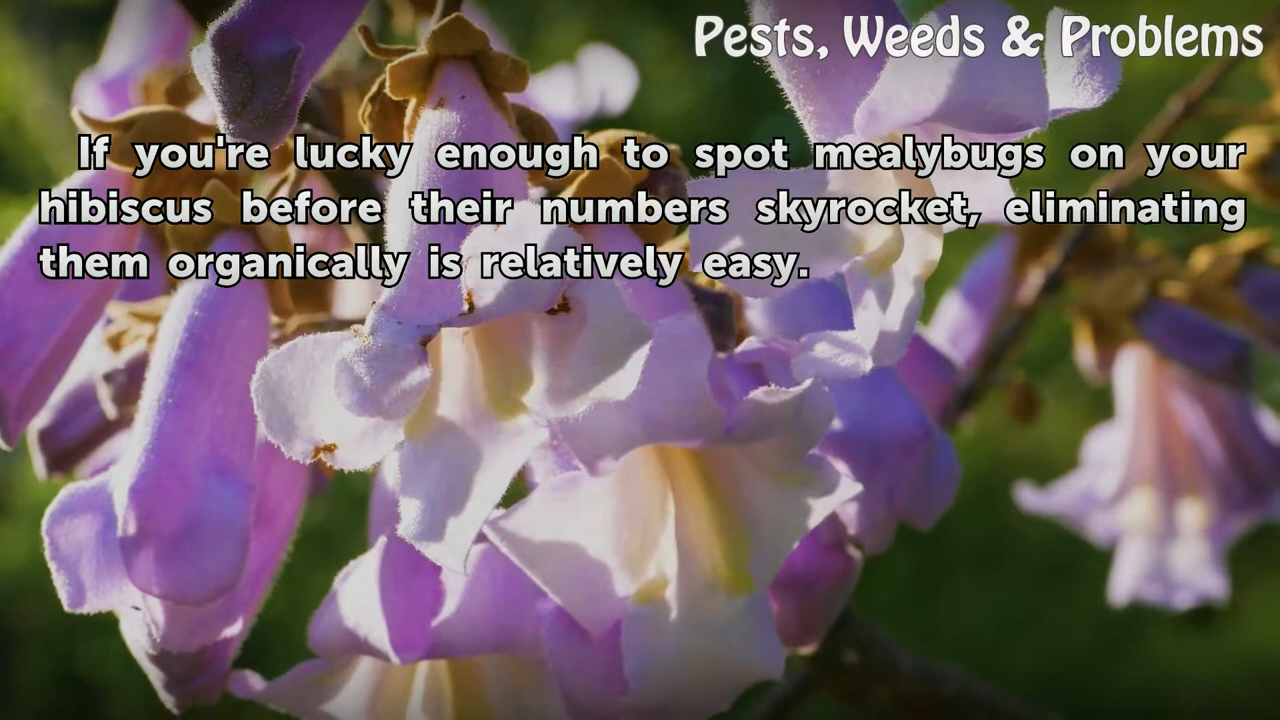 Pests, Weeds & Problems
If you're lucky enough to spot mealybugs on your
hibiscus before their numbers skyrocket, eliminating
them organically is relatively easy.